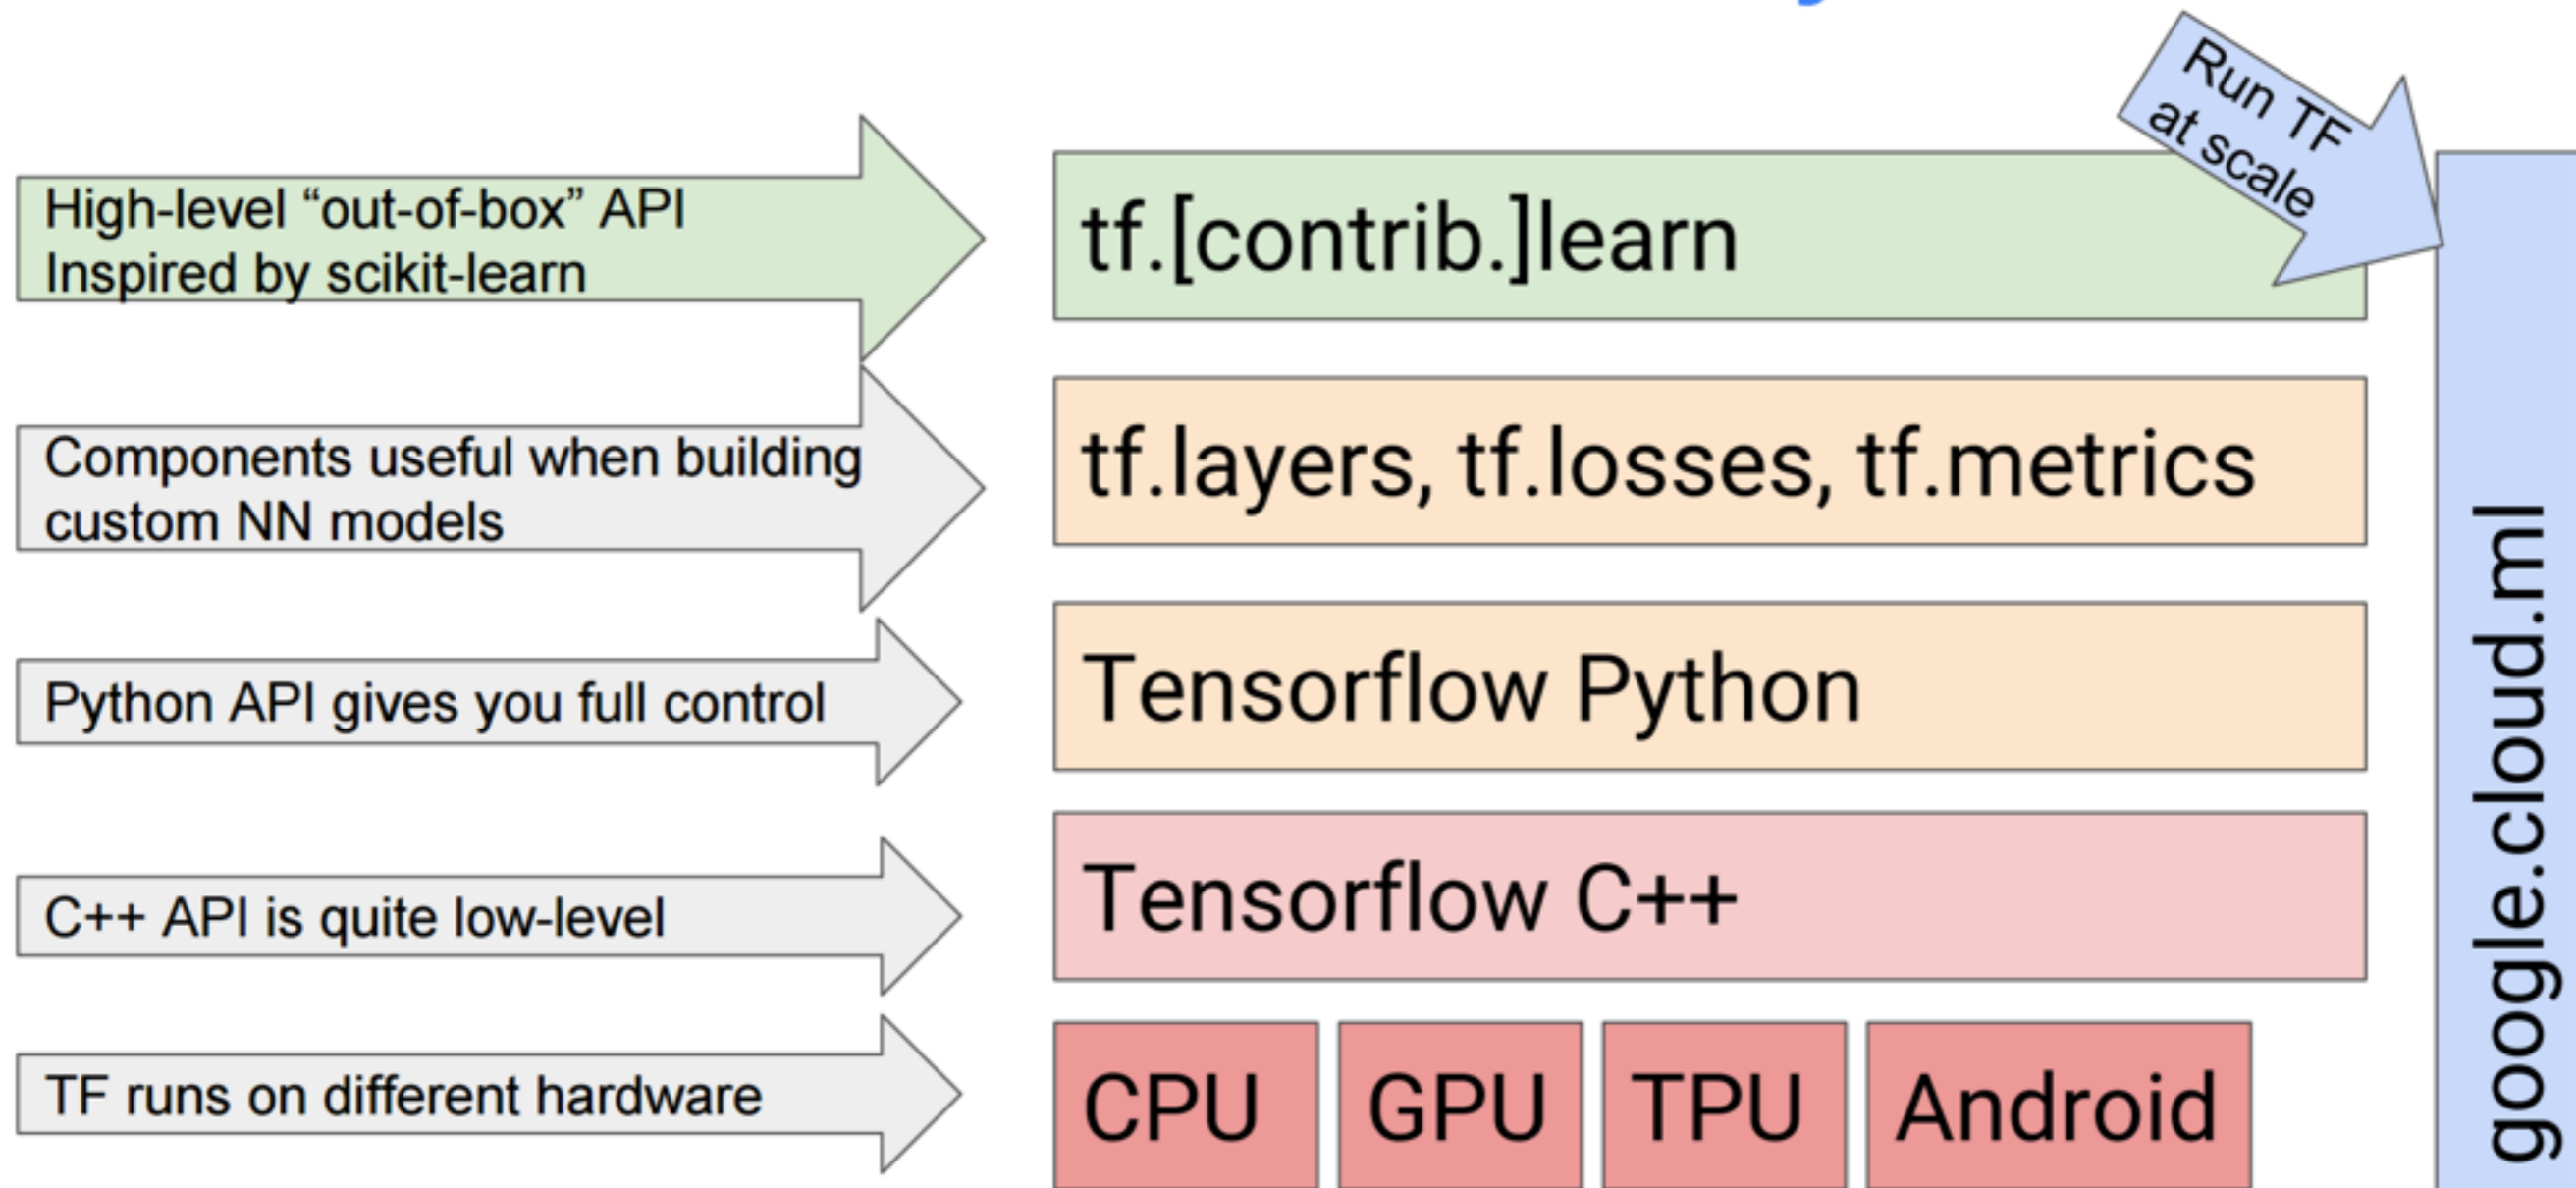 Run TF
at scale
High-level “out-of-box” API
Inspired by scikit-learn
tf.[contrib.]learn
Components useful when building
custom NN models
tf.layers, tf.losses, tf.metrics
Python API gives you full control
Tensorflow Python
C++ API is quite low-level
Tensorflow C++
TF runs on different hardware
CPU
GPU
TPU
Android
google.cloud.ml